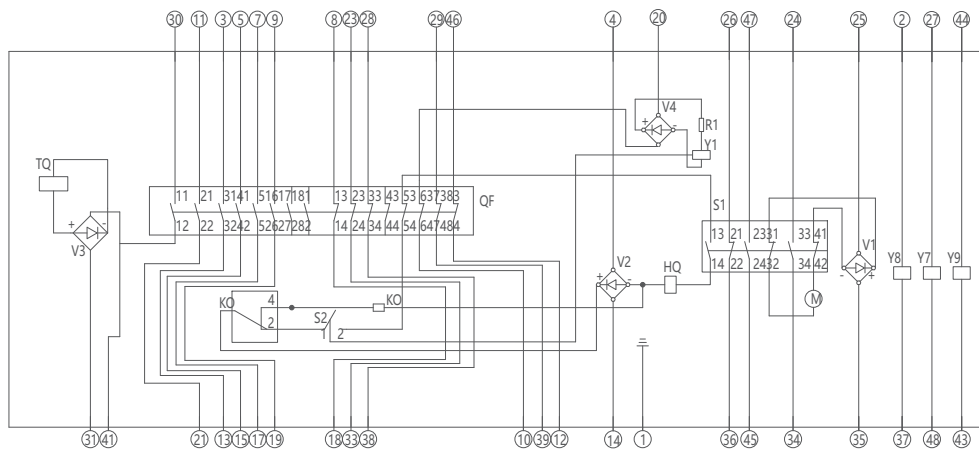 30 11 3 5 7 9 8 23 28 29 46 4 20 26 47 24 25 2 27 44
V4
+ -
R1
Y1
TQ
+ -
V3
11 21 31 41 51 61 71 81 13 23 33 43 53 63 73 83
QF
12 22 32 42 52 62 72 82 14 24 34 44 54 64 74 84
S1
13 21 23 31 33 41
14 22 24 32 34 42
V1
- +
V2
+ -
HQ
M
Y8 Y7 Y9
KO
4
2
S2
1 2
KO
31 41 21 13 15 17 19 18 33 38 10 39 12 14 1 36 45 34 35 37 48 43